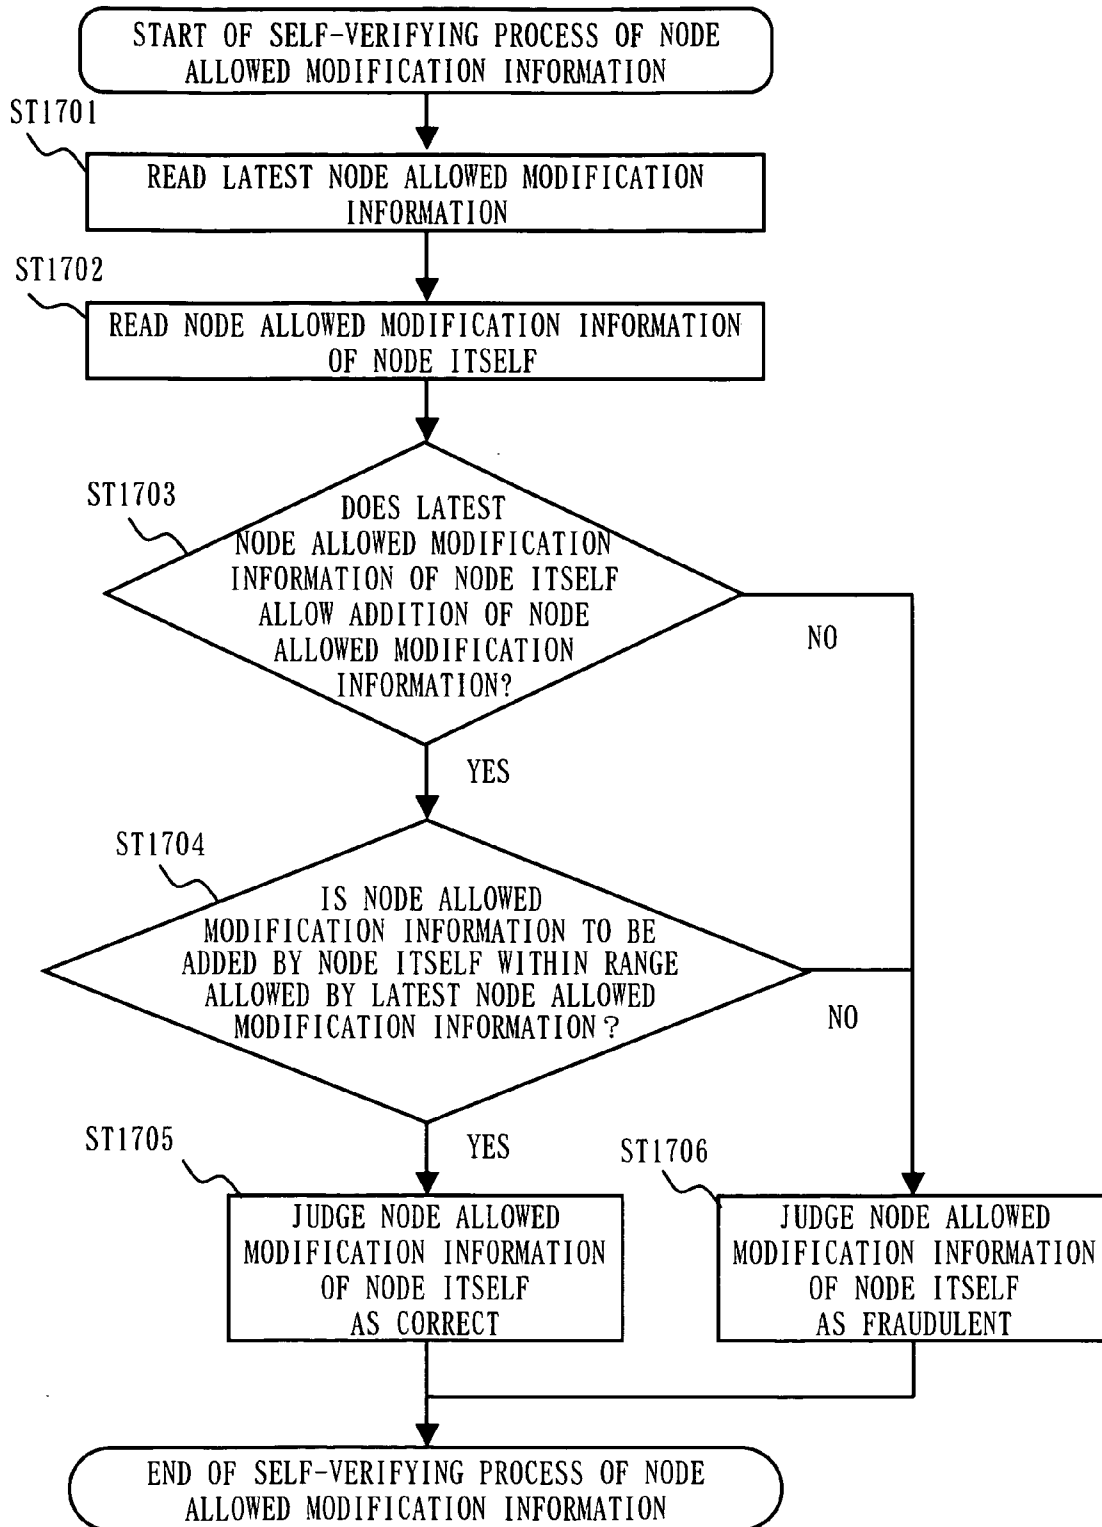 START OF SELF-VERIFYING PROCESS OF NODE
ALLOWED MODIFICATION INFORMATION
ST1701
READ LATEST NODE ALLOWED MODIFICATION
INFORMATION
ST1702
READ NODE ALLOWED MODIFICATION INFORMATION
OF NODE ITSELF
ST1703
DOES LATEST
NODE ALLOWED MODIFICATION
INFORMATION OF NODE ITSELF
ALLOW ADDITION OF NODE
ALLOWED MODIFICATION
INFORMATION?
NO
YES
ST1704
IS NODE ALLOWED
MODIFICATION INFORMATION TO BE
ADDED BY NODE ITSELF WITHIN RANGE
ALLOWED BY LATEST NODE ALLOWED
MODIFICATION INFORMATION?
NO
YES
ST1705
JUDGE NODE ALLOWED
MODIFICATION INFORMATION
OF NODE ITSELF
AS CORRECT
ST1706
JUDGE NODE ALLOWED
MODIFICATION INFORMATION
OF NODE ITSELF
AS FRAUDULENT
END OF SELF-VERIFYING PROCESS OF NODE
ALLOWED MODIFICATION INFORMATION